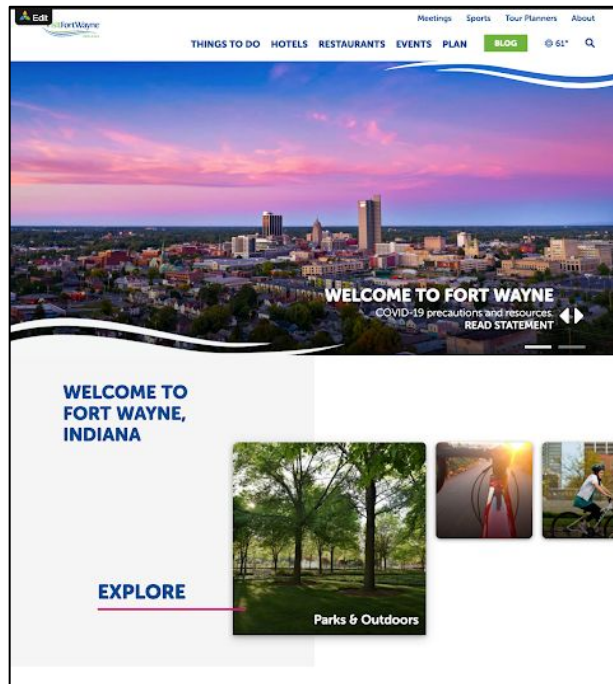 Edit
FortWayne
Meetings Sports Tour Planners About
THINGS TO DO HOTELS RESTAURANTS EVENTS PLAN BLOG 61°
WELCOME TO FORT WAYNE
COVID-19 precautions and resources.
READ STATEMENT
WELCOME TO
FORT WAYNE,
INDIANA
EXPLORE
Parks & Outdoors